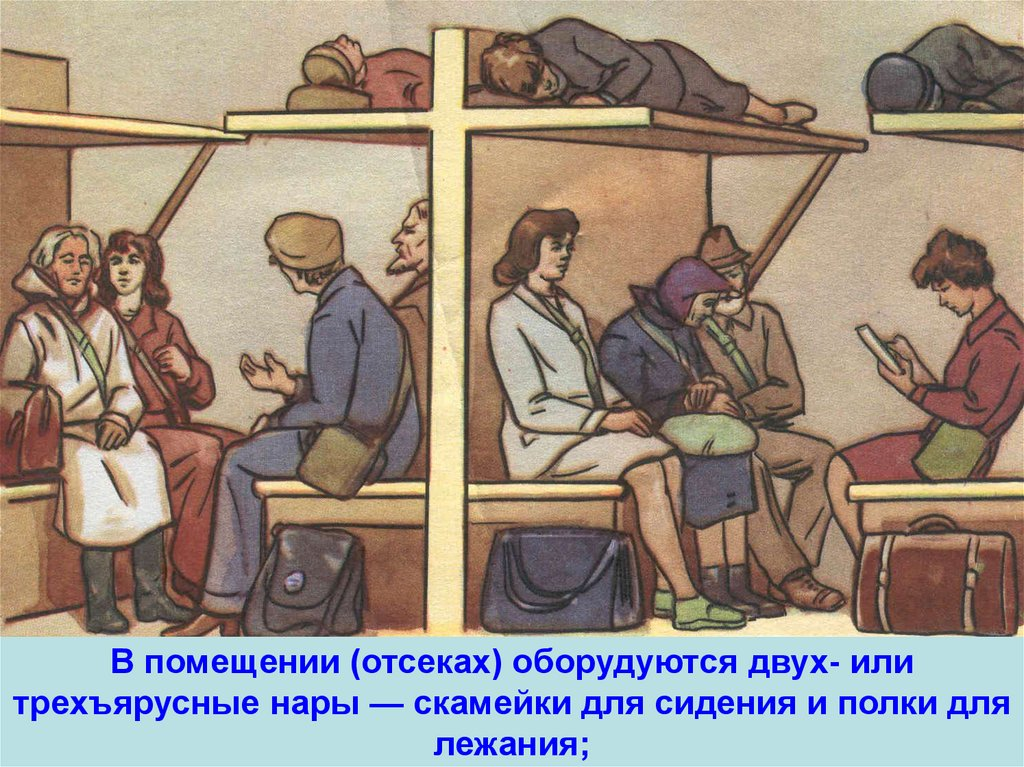 В помещении (отсеках) оборудуются двух- или
трехъярусные нары — скамейки для сидения и полки для
лежания;